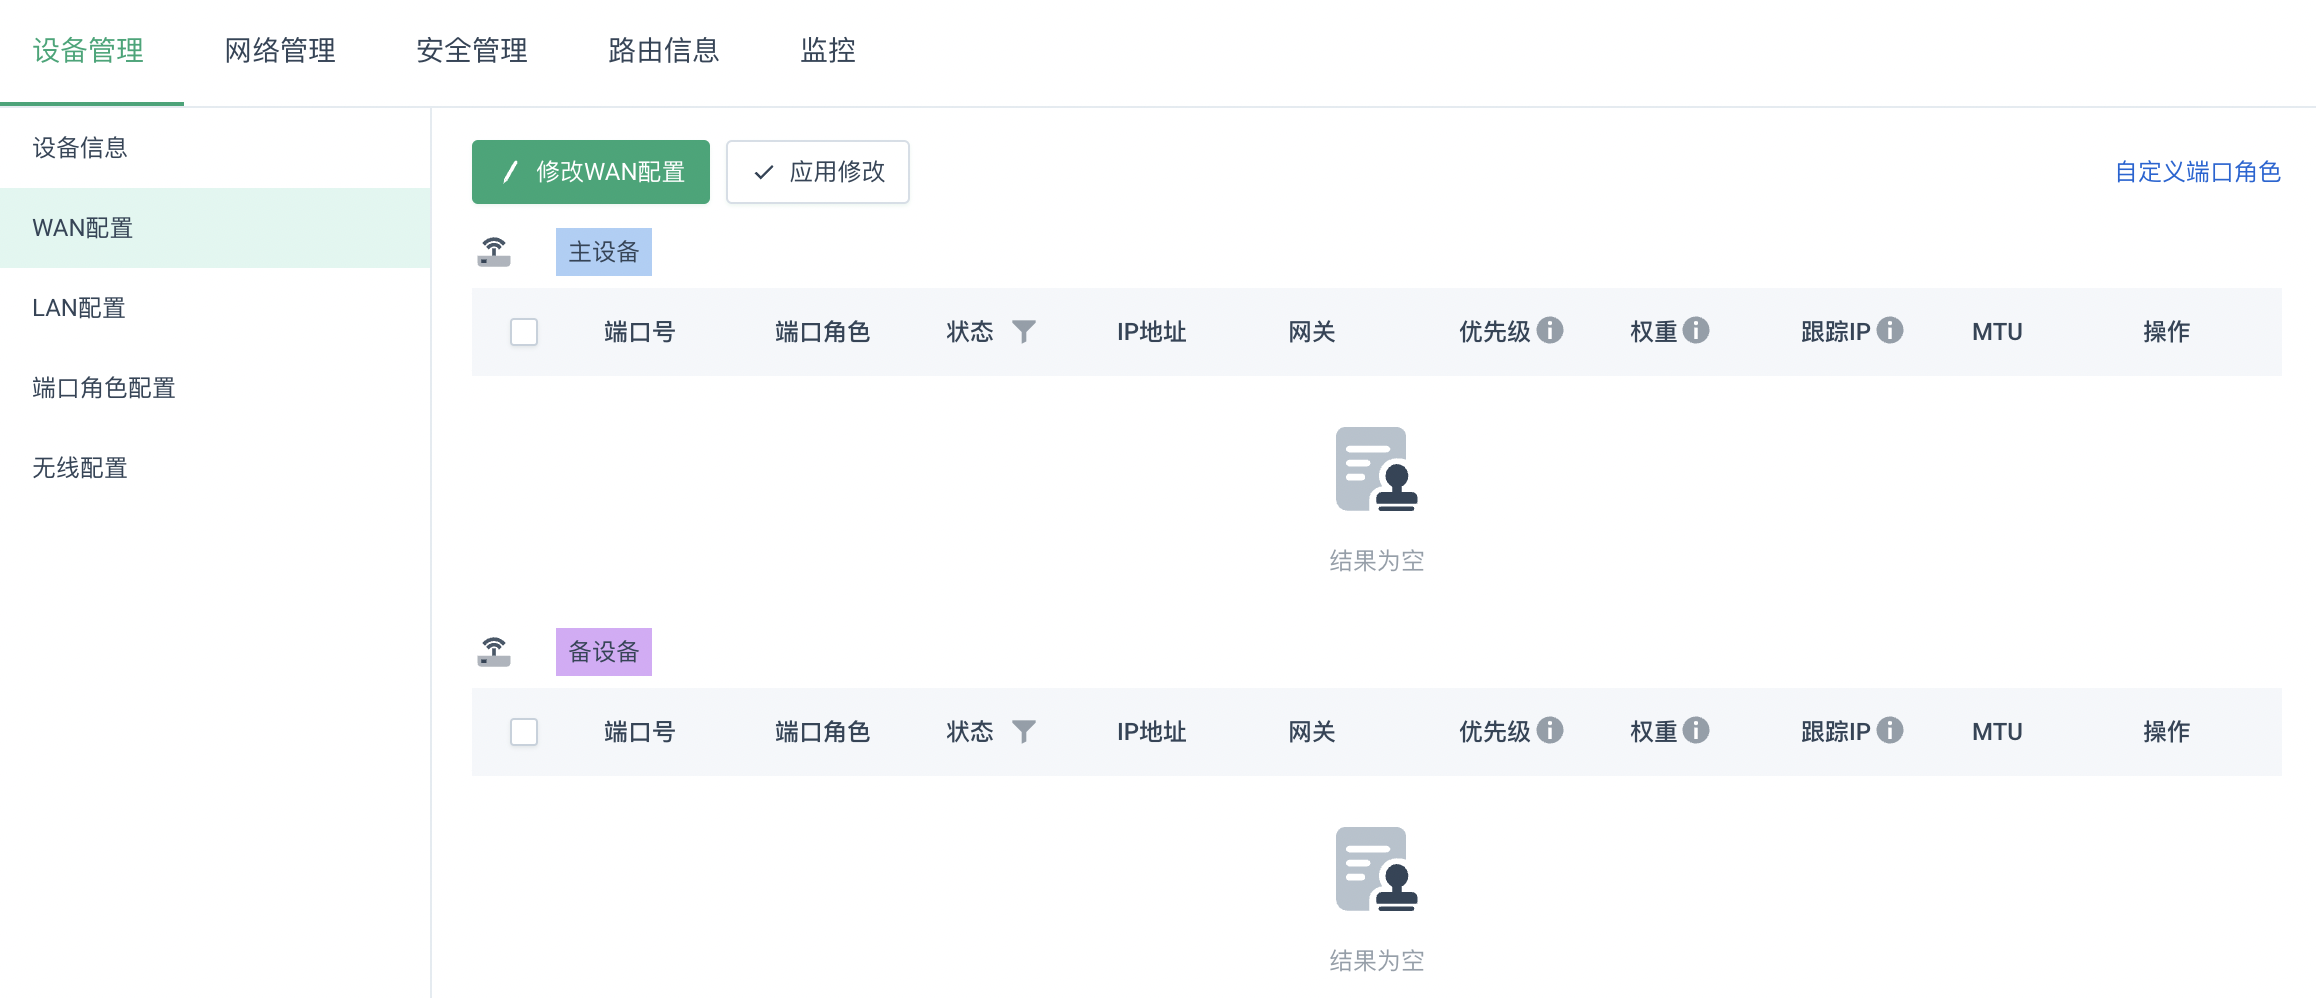 设备管理 网络管理 安全管理 路由信息 监控
设备信息
WAN配置
LAN配置
端口角色配置
无线配置
修改WAN配置 应用修改 自定义端口角色
主设备
端口号 端口角色 状态 IP地址 网关 优先级 权重 跟踪IP MTU 操作
结果为空
备设备
端口号 端口角色 状态 IP地址 网关 优先级 权重 跟踪IP MTU 操作
结果为空